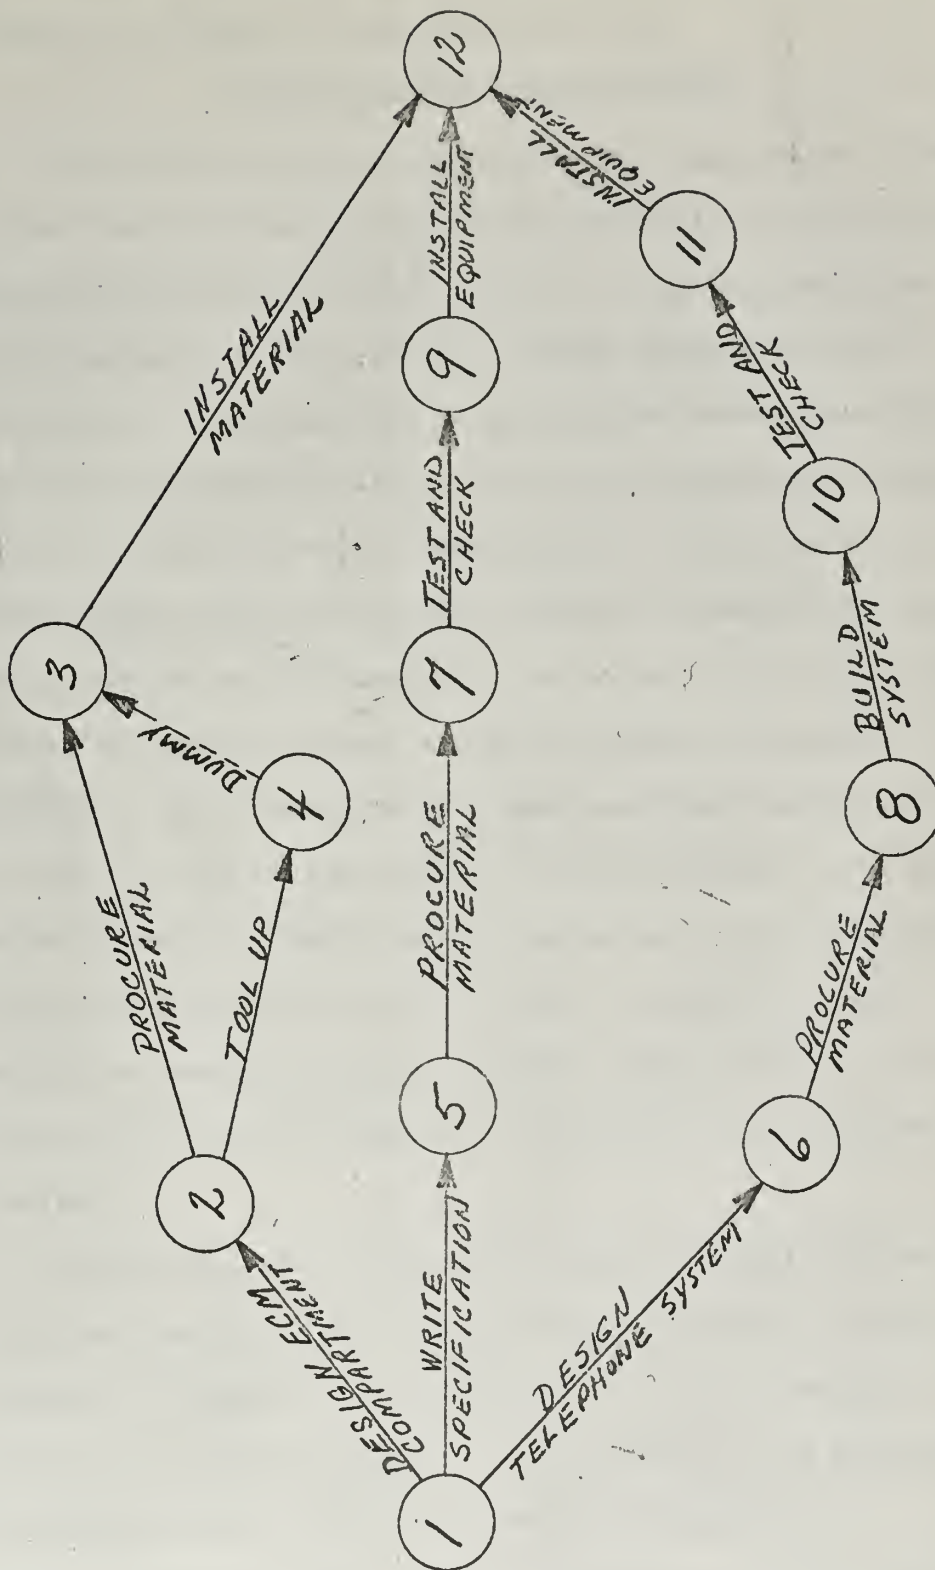 1
DESIGN ECM
COMPARTMENT
2
PROCURE
MATERIAL
TOOL UP
4
DUMMY
3
INSTALL
MATERIAL
WRITE
SPECIFICATION
5
PROCURE
MATERIAL
7
TEST AND
CHECK
9
INSTALL
EQUIPMENT
12
DESIGN
TELEPHONE SYSTEM
6
PROCURE
MATERIAL
8
BUILD
SYSTEM
10
TEST AND
CHECK
11
INSTALL
EQUIPMENT